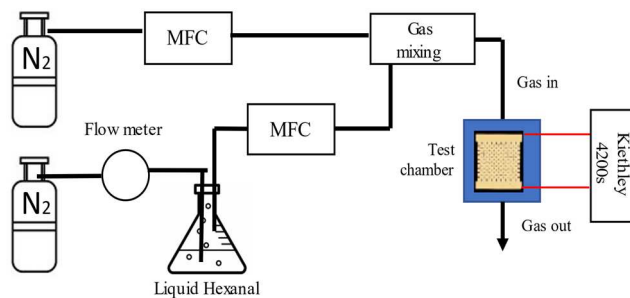 N2
MFC
Gas
mixing
Gas in
Flow meter
MFC
Test
chamber
Kiethley
4200s
N2
Gas out
Liquid Hexanal